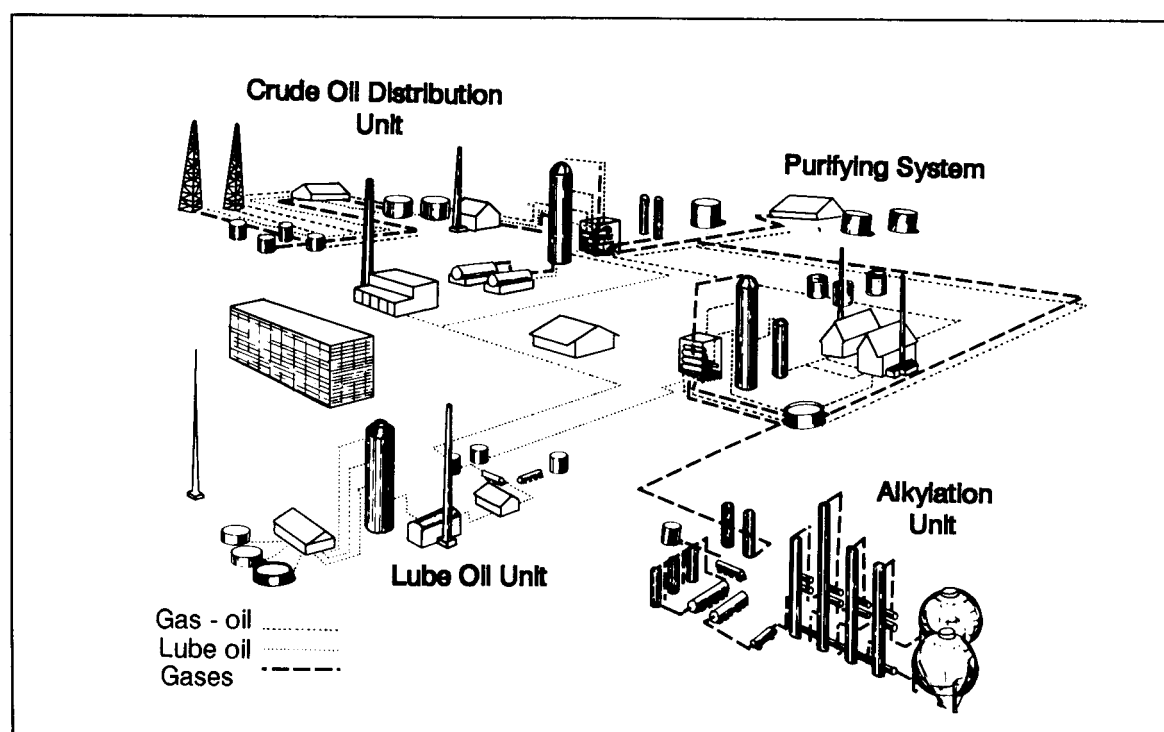 Crude Oil Distribution
Unit
Purifying System
Alkylation
Unit
Lube Oil Unit
Gas - oil
Lube oil
Gases